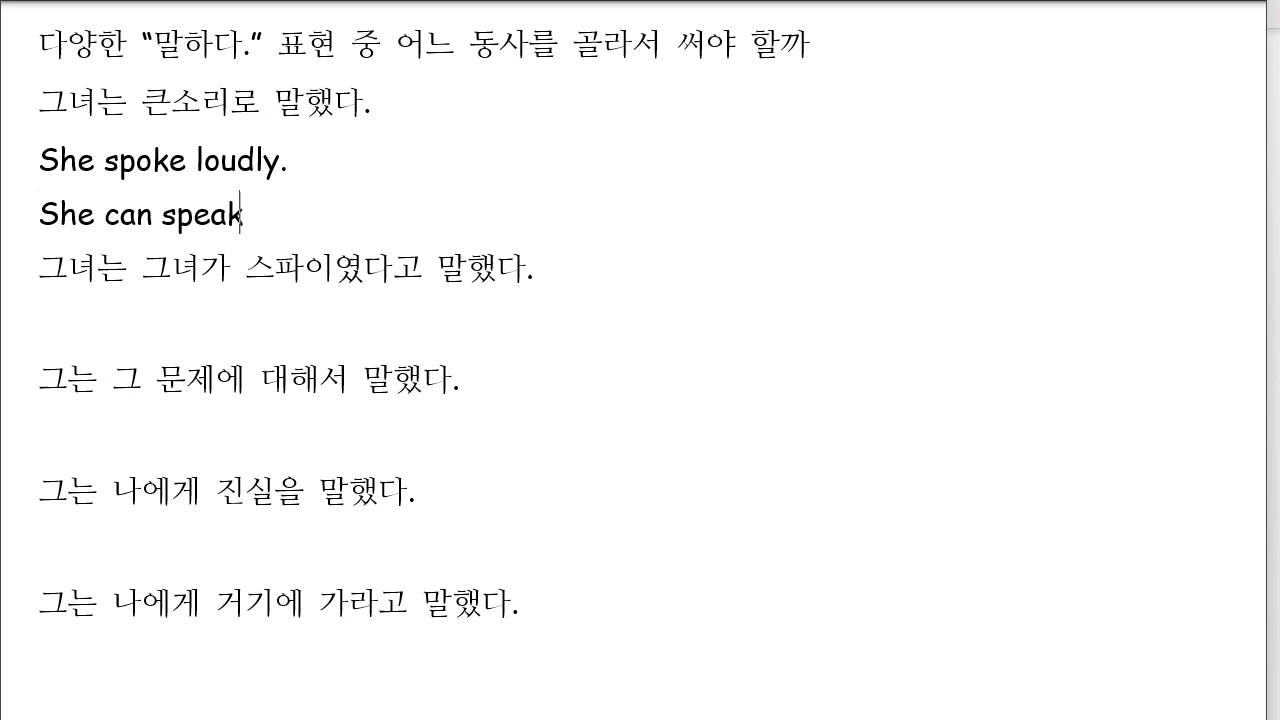 다양한 “말하다.” 표현 중 어느 동사를 골라서 써야 할까
그녀는 큰소리로 말했다.
She spoke loudly.
She can speak
그녀는 그녀가 스파이였다고 말했다.
그는 그 문제에 대해서 말했다.
그는 나에게 진실을 말했다.
그는 나에게 거기에 가라고 말했다.